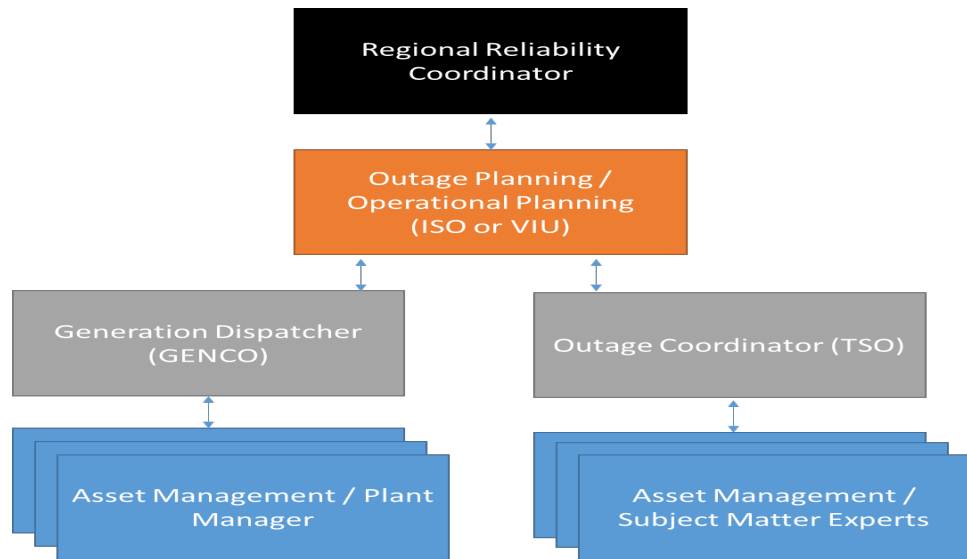 Regional Reliability
Coordinator
Outage Planning /
Operational Planning
(ISO or VIU)
Generation Dispatcher
(GENCO)
Outage Coordinator (TSO)
Asset Management / Plant
Manager
Asset Management /
Subject Matter Experts